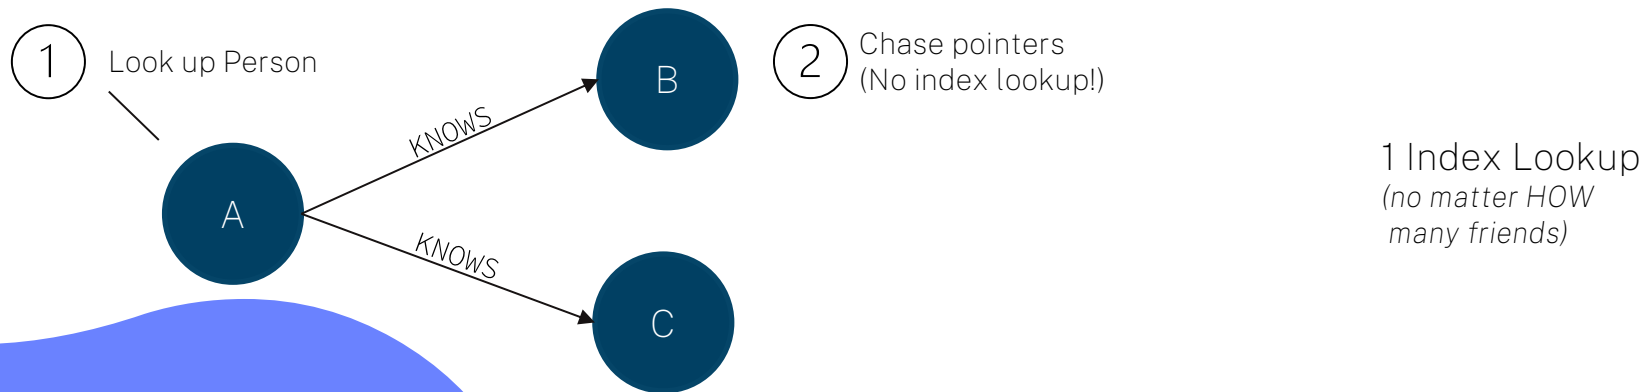 1
Look up Person
A
KNOWS
B
KNOWS
C
2
Chase pointers
(No index lookup!)
1 Index Lookup
(no matter HOW
many friends)